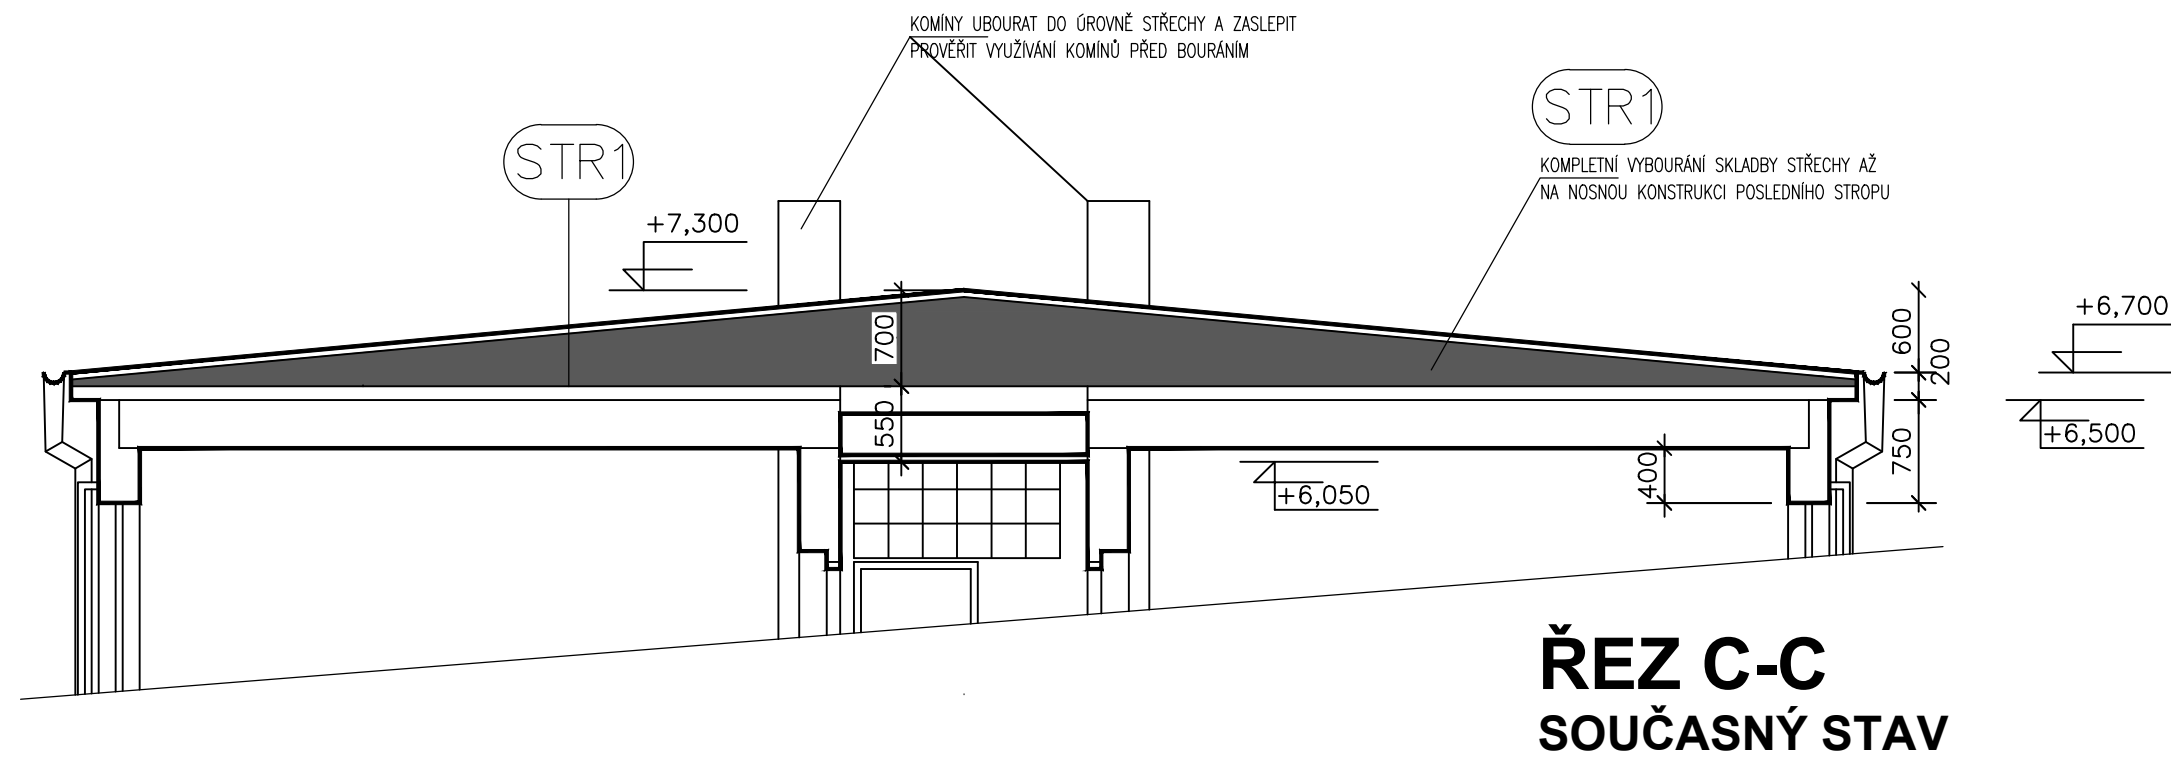 KOMÍNY UBOURAT DO ÚROVNĚ STŘECHY A ZASLEPIT
PROVĚŘIT VYUŽÍVÁNÍ KOMÍNŮ PŘED BOURÁNÍM
STR1
KOMPLETNÍ VYBOURÁNÍ SKLADBY STŘECHY AŽ
NA NOSNOU KONSTRUKCI POSLEDNÍHO STROPU
STR1
+7,300
700
550
600
200
750
400
+6,700
+6,500
+6,050
ŘEZ C-C
SOUČASNÝ STAV